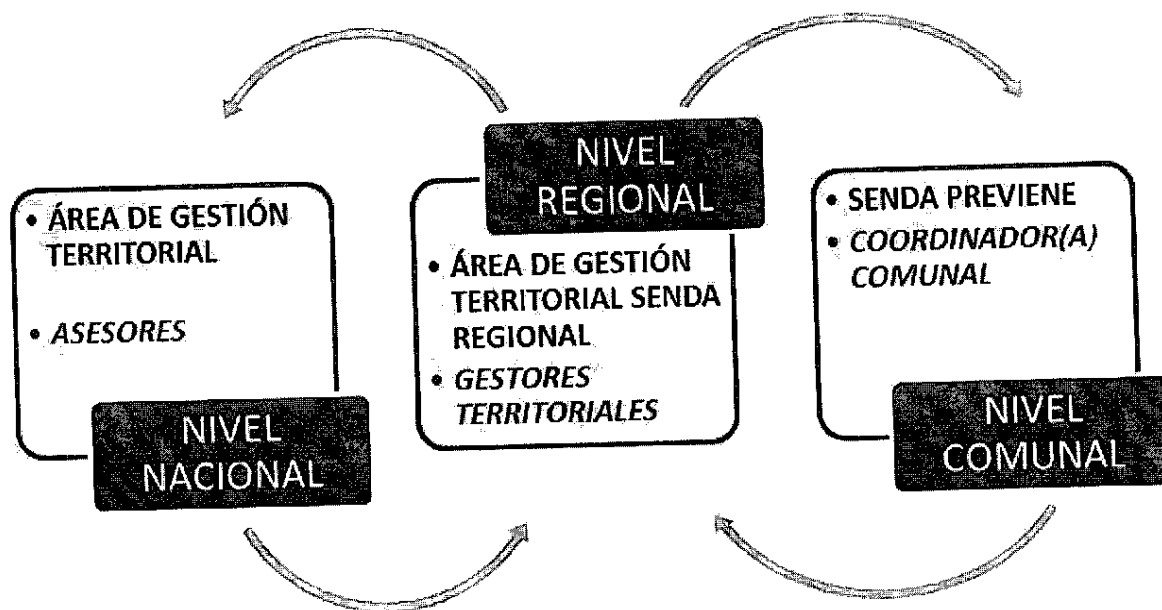 • ÁREA DE GESTIÓN
TERRITORIAL
• ASESORES
NIVEL
NACIONAL
NIVEL
REGIONAL
• ÁREA DE GESTIÓN
TERRITORIAL SENDA
REGIONAL
• GESTORES
TERRITORIALES
• SENDA PREVIENE
• COORDINADOR(A)
COMUNAL
NIVEL
COMUNAL